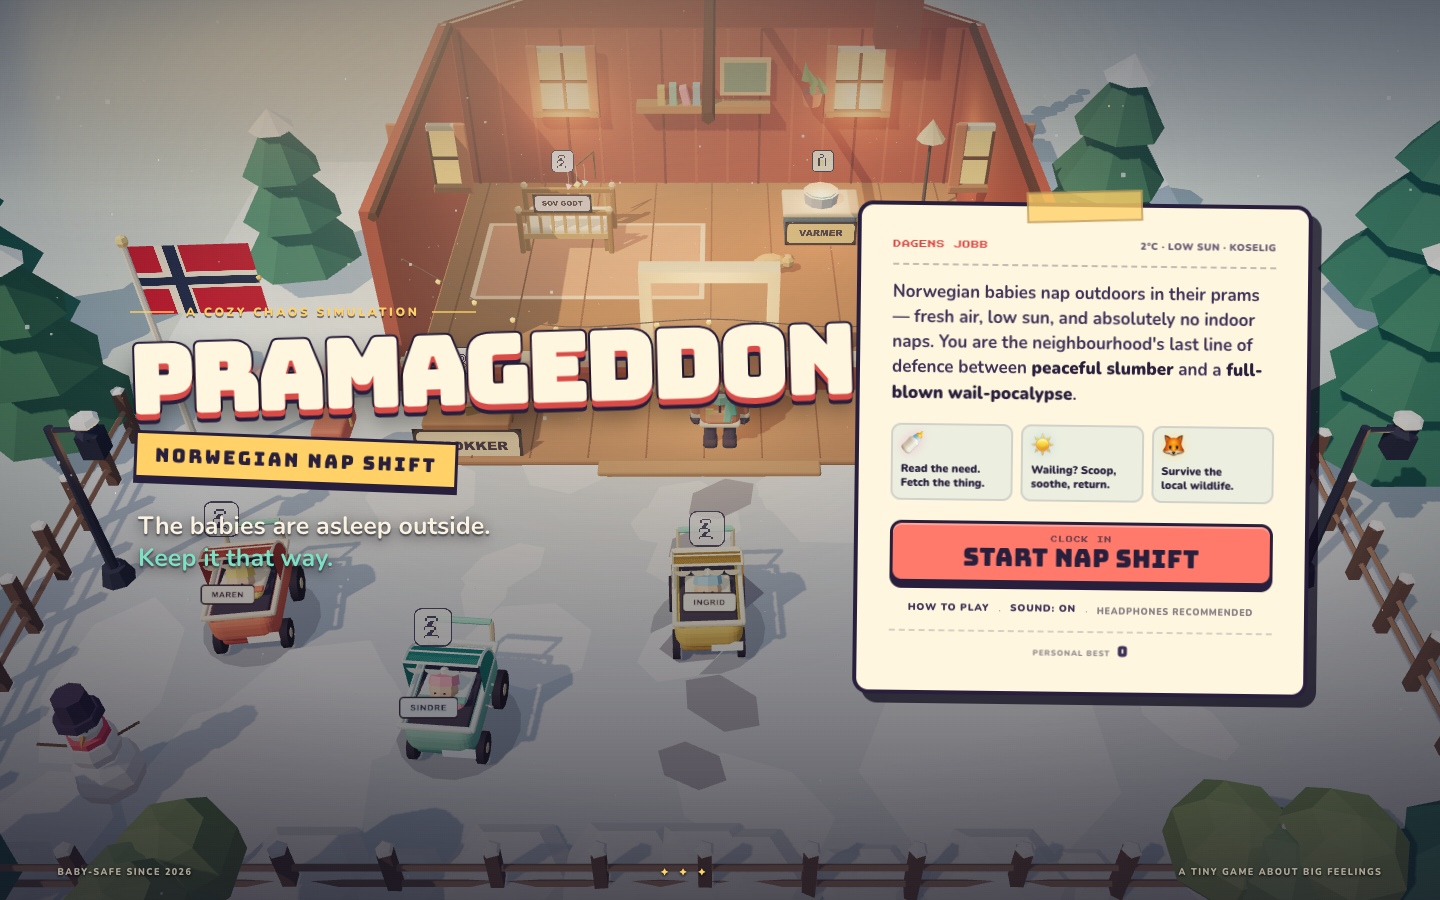 SOV GODT
VARMER
A COZY CHAOS SIMULATION
PRAMAGEDDON
OKKER
NORWEGIAN NAP SHIFT
The babies are asleep outside.
Keep it that way.
MAREN
INGRID
SINDRE
DAGENS JOBB
2°C · LOW SUN · KOSELIG
Norwegian babies nap outdoors in their prams
— fresh air, low sun, and absolutely no indoor
naps. You are the neighbourhood's last line of
defence between peaceful slumber and a full-
blown wail-pocalypse.
Read the need.
Fetch the thing.
Wailing? Scoop,
soothe, return.
Survive the
local wildlife.
CLOCK IN
START NAP SHIFT
HOW TO PLAY · SOUND: ON · HEADPHONES RECOMMENDED
PERSONAL BEST 0
BABY-SAFE SINCE 2026
A TINY GAME ABOUT BIG FEELINGS